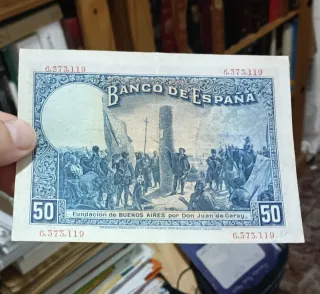 6.373.119 6.373.119
BANCO DE ESPAÑA
50 Fundación de BUENOS AIRES por Don Juan de Garay. 50
6.373.119 6.373.119